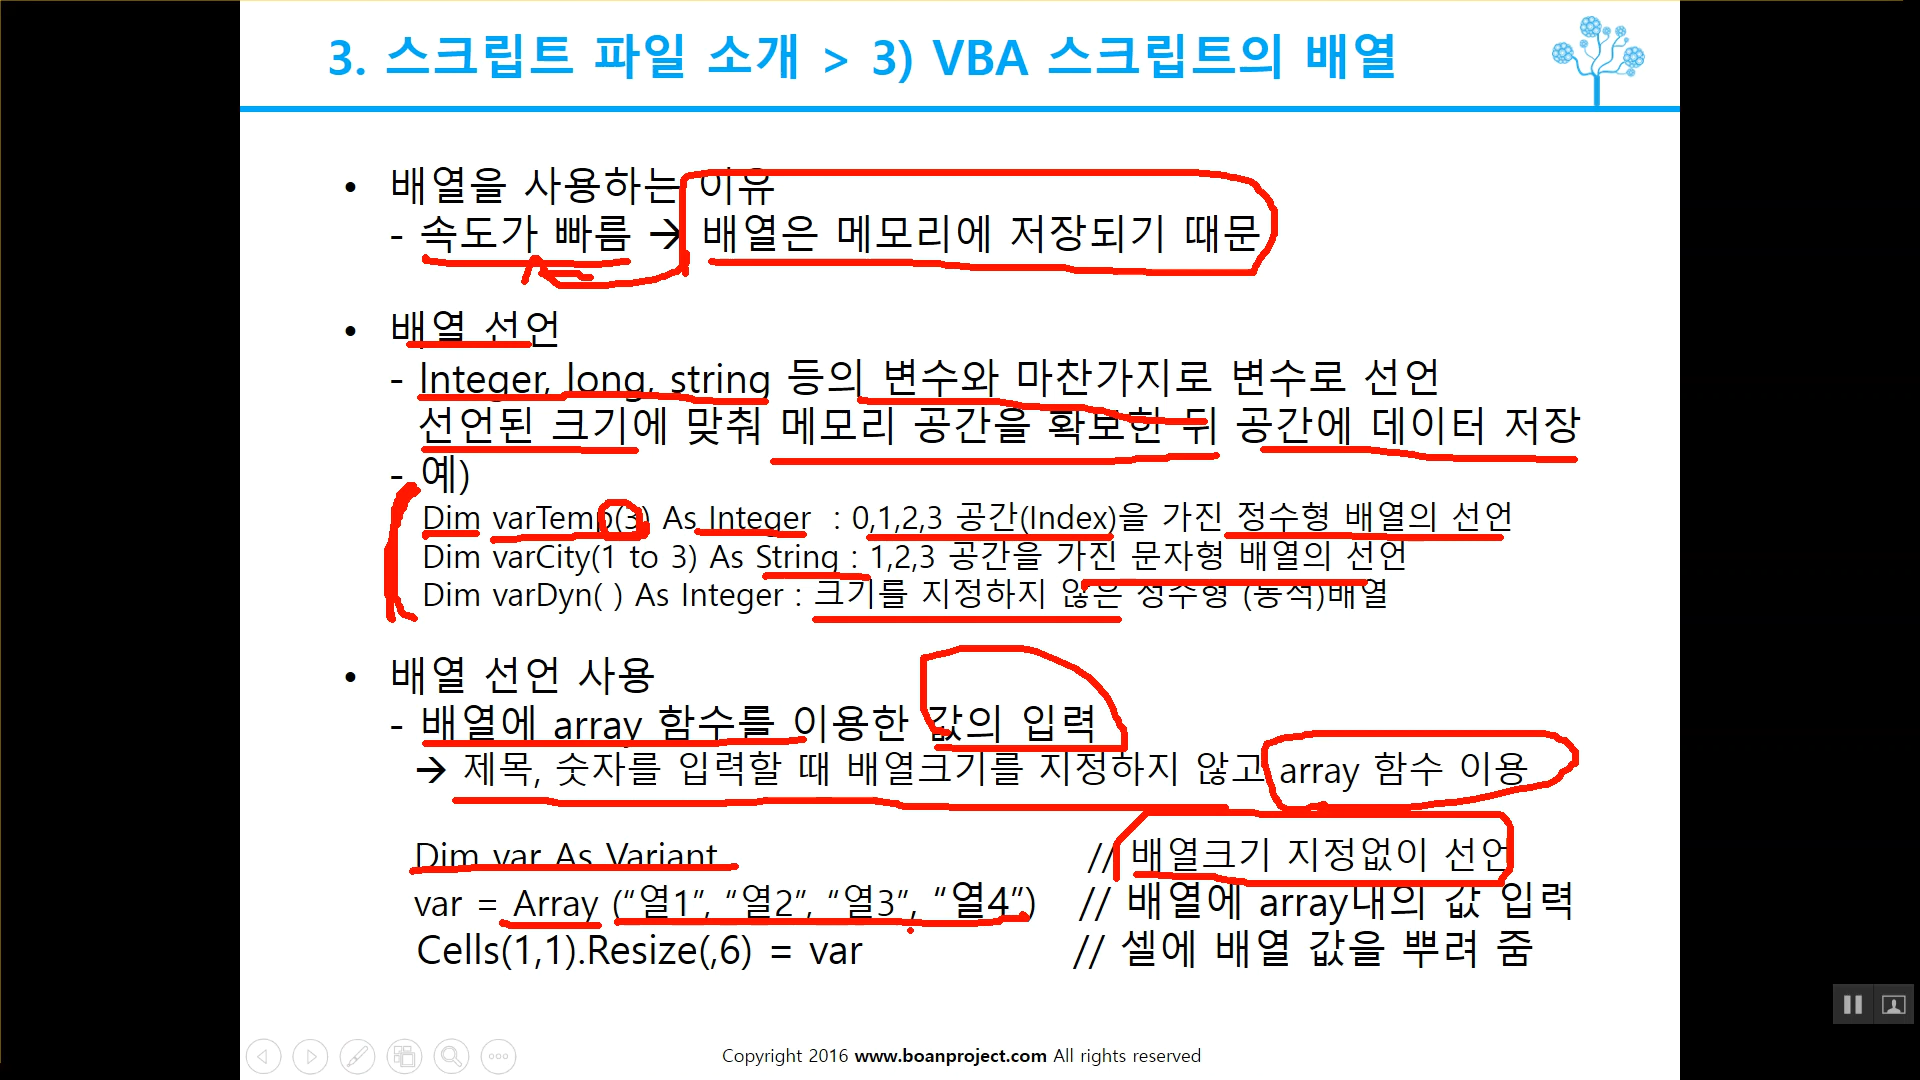 3. 스크립트 파일 소개 > 3) VBA 스크립트의 배열
• 배열을 사용하는 이유
- 속도가 빠름 → 배열은 메모리에 저장되기 때문
• 배열 선언
- Integer, long, string 등의 변수와 마찬가지로 변수로 선언
선언된 크기에 맞춰 메모리 공간을 확보한 뒤 공간에 데이터 저장
- 예)
Dim varTemp(3) As Integer : 0,1,2,3 공간(Index)을 가진 정수형 배열의 선언
Dim varCity(1 to 3) As String : 1,2,3 공간을 가진 문자형 배열의 선언
Dim varDyn( ) As Integer : 크기를 지정하지 않은 정수형 (동적)배열
• 배열 선언 사용
- 배열에 array 함수를 이용한 값의 입력
→ 제목, 숫자를 입력할 때 배열크기를 지정하지 않고 array 함수 이용
Dim var As Variant // 배열크기 지정없이 선언
var = Array (“열1”, “열2”, “열3”, “열4”) // 배열에 array내의 값 입력
Cells(1,1).Resize(,6) = var // 셀에 배열 값을 뿌려 줌
Copyright 2016 www.boanproject.com All rights reserved